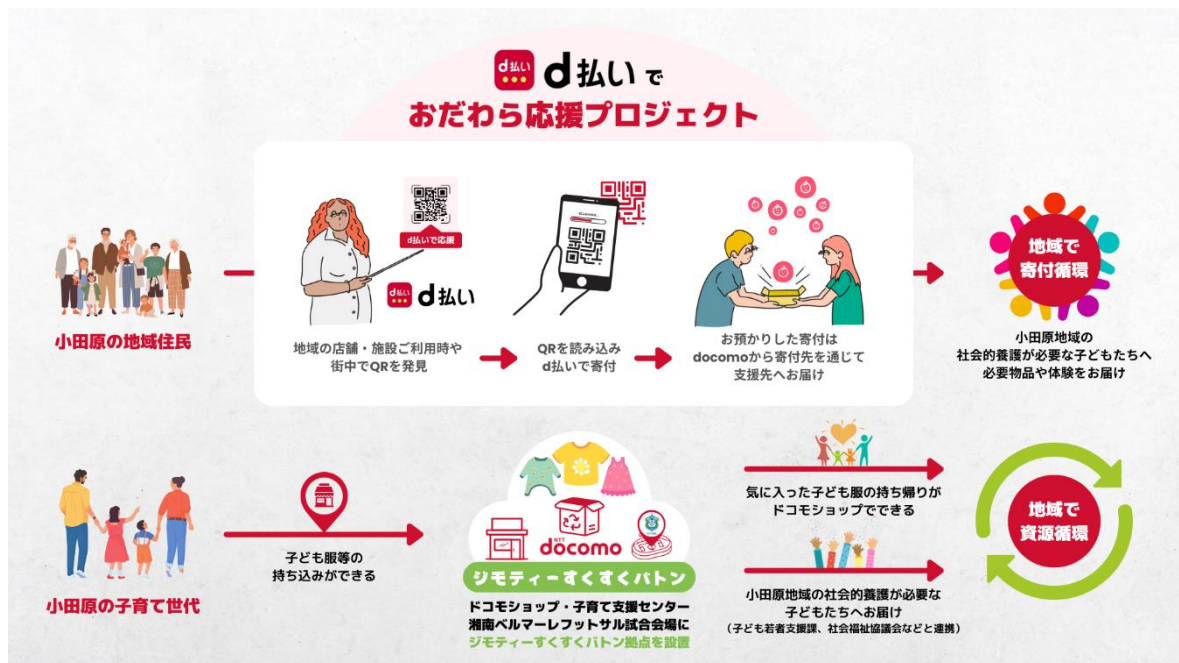 d払い d払い で
おだわら応援プロジェクト
d払いで応援
d払い d払い
地域の店舗・施設ご利用時や
街中でQRを発見
QRを読み込み
d払いで寄付
お預かりした寄付は
docomoから寄付先を通じて
支援先へお届け
小田原の地域住民
地域で
寄付循環
小田原地域の
社会的養護が必要な子どもたちへ
必要物品や体験をお届け
小田原の子育て世代
子ども服等の
持ち込みができる
NTT
döcomo
ジモティーすくすくバトン
ドコモショップ・子育て支援センター
湘南ベルマーレフットサル試合会場に
ジモティーすくすくバトン拠点を設置
気に入った子ども服の持ち帰りが
ドコモショップでできる
小田原地域の社会的養護が必要な
子どもたちへお届け
（子ども若者支援課、社会福祉協議会などと連携）
地域で
資源循環